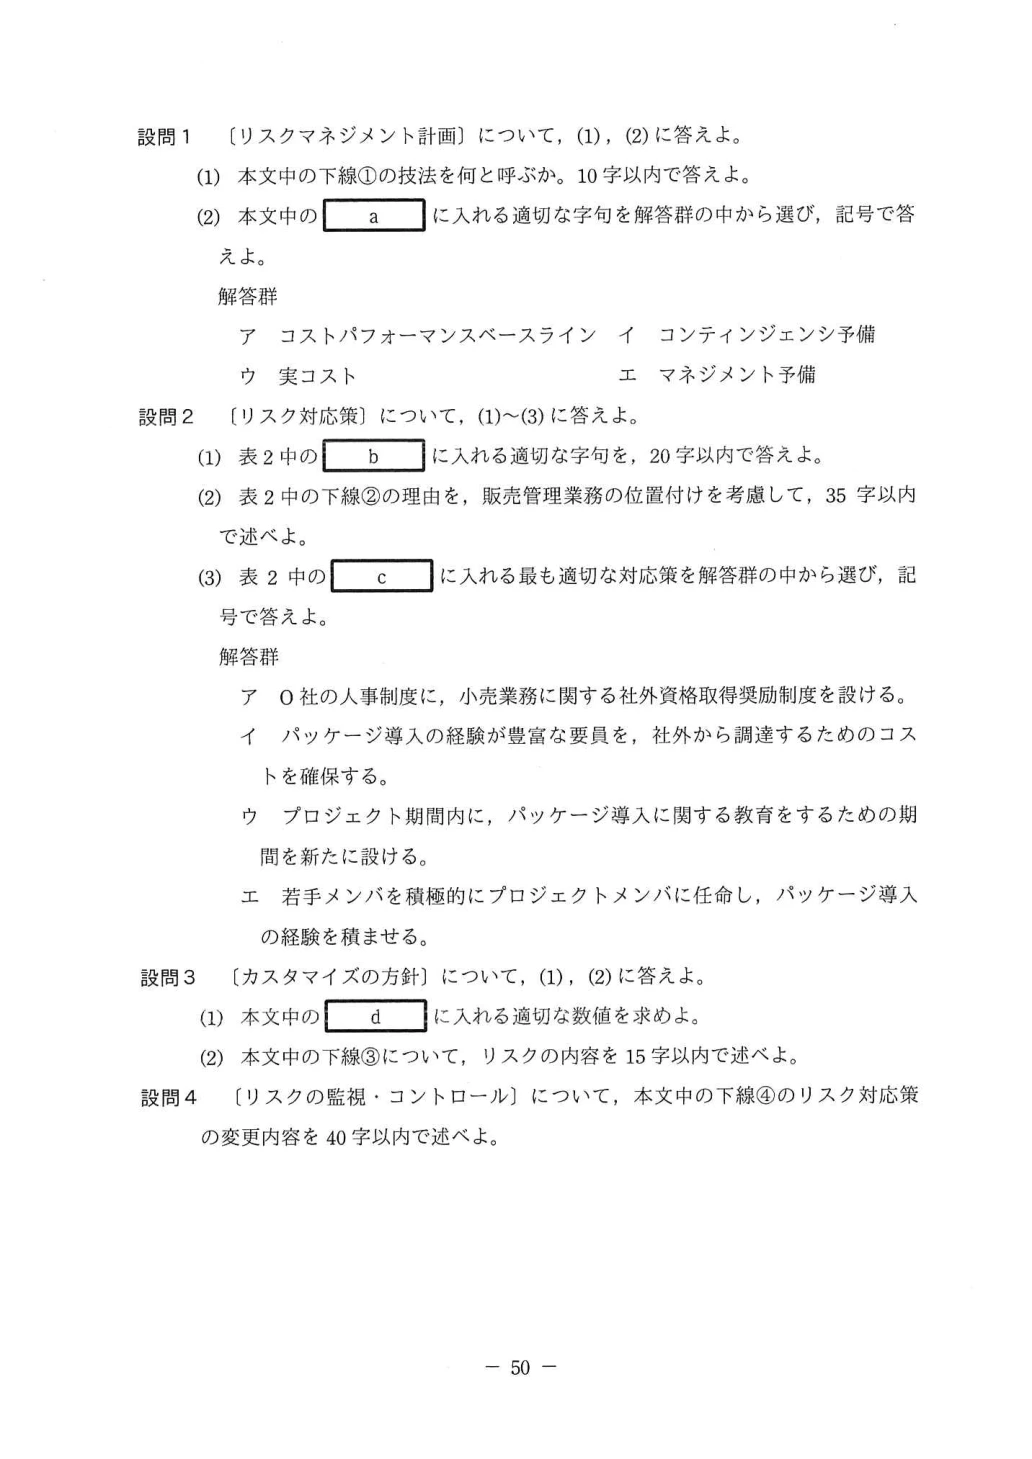 設問1 〔リスクマネジメント計画〕について，(1)，(2)に答えよ。
(1) 本文中の下線①の技法を何と呼ぶか。10字以内で答えよ。
(2) 本文中の a に入れる適切な字句を解答群の中から選び，記号で答
えよ。
解答群
ア コストパフォーマンスベースライン イ コンティンジェンシ予備
ウ 実コスト エ マネジメント予備
設問2 〔リスク対応策〕について，(1)～(3)に答えよ。
(1) 表2中の b に入れる適切な字句を，20字以内で答えよ。
(2) 表2中の下線②の理由を，販売管理業務の位置付けを考慮して，35字以内
で述べよ。
(3) 表2中の c に入れる最も適切な対応策を解答群の中から選び，記
号で答えよ。
解答群
ア O社の人事制度に，小売業務に関する社外資格取得奨励制度を設ける。
イ パッケージ導入の経験が豊富な要員を，社外から調達するためのコス
トを確保する。
ウ プロジェクト期間内に，パッケージ導入に関する教育をするための期
間を新たに設ける。
エ 若手メンバを積極的にプロジェクトメンバに任命し，パッケージ導入
の経験を積ませる。
設問3 〔カスタマイズの方針〕について，(1)，(2)に答えよ。
(1) 本文中の d に入れる適切な数値を求めよ。
(2) 本文中の下線③について，リスクの内容を15字以内で述べよ。
設問4 〔リスクの監視・コントロール〕について，本文中の下線④のリスク対応策
の変更内容を40字以内で述べよ。
－ 50 －